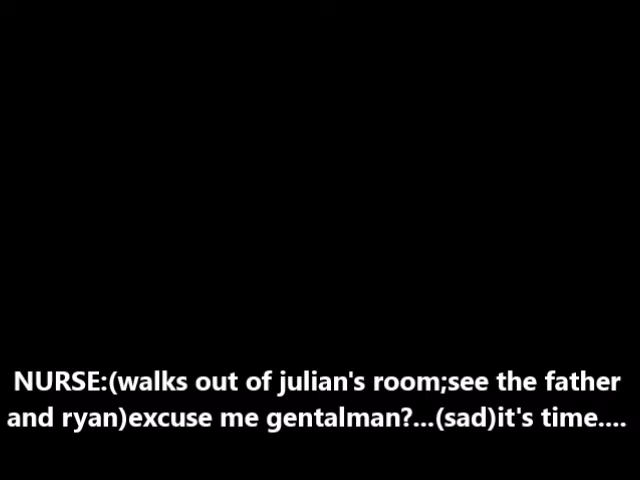 NURSE:(walks out of julian's room;see the father
and ryan)excuse me gentalman?...(sad)it's time....